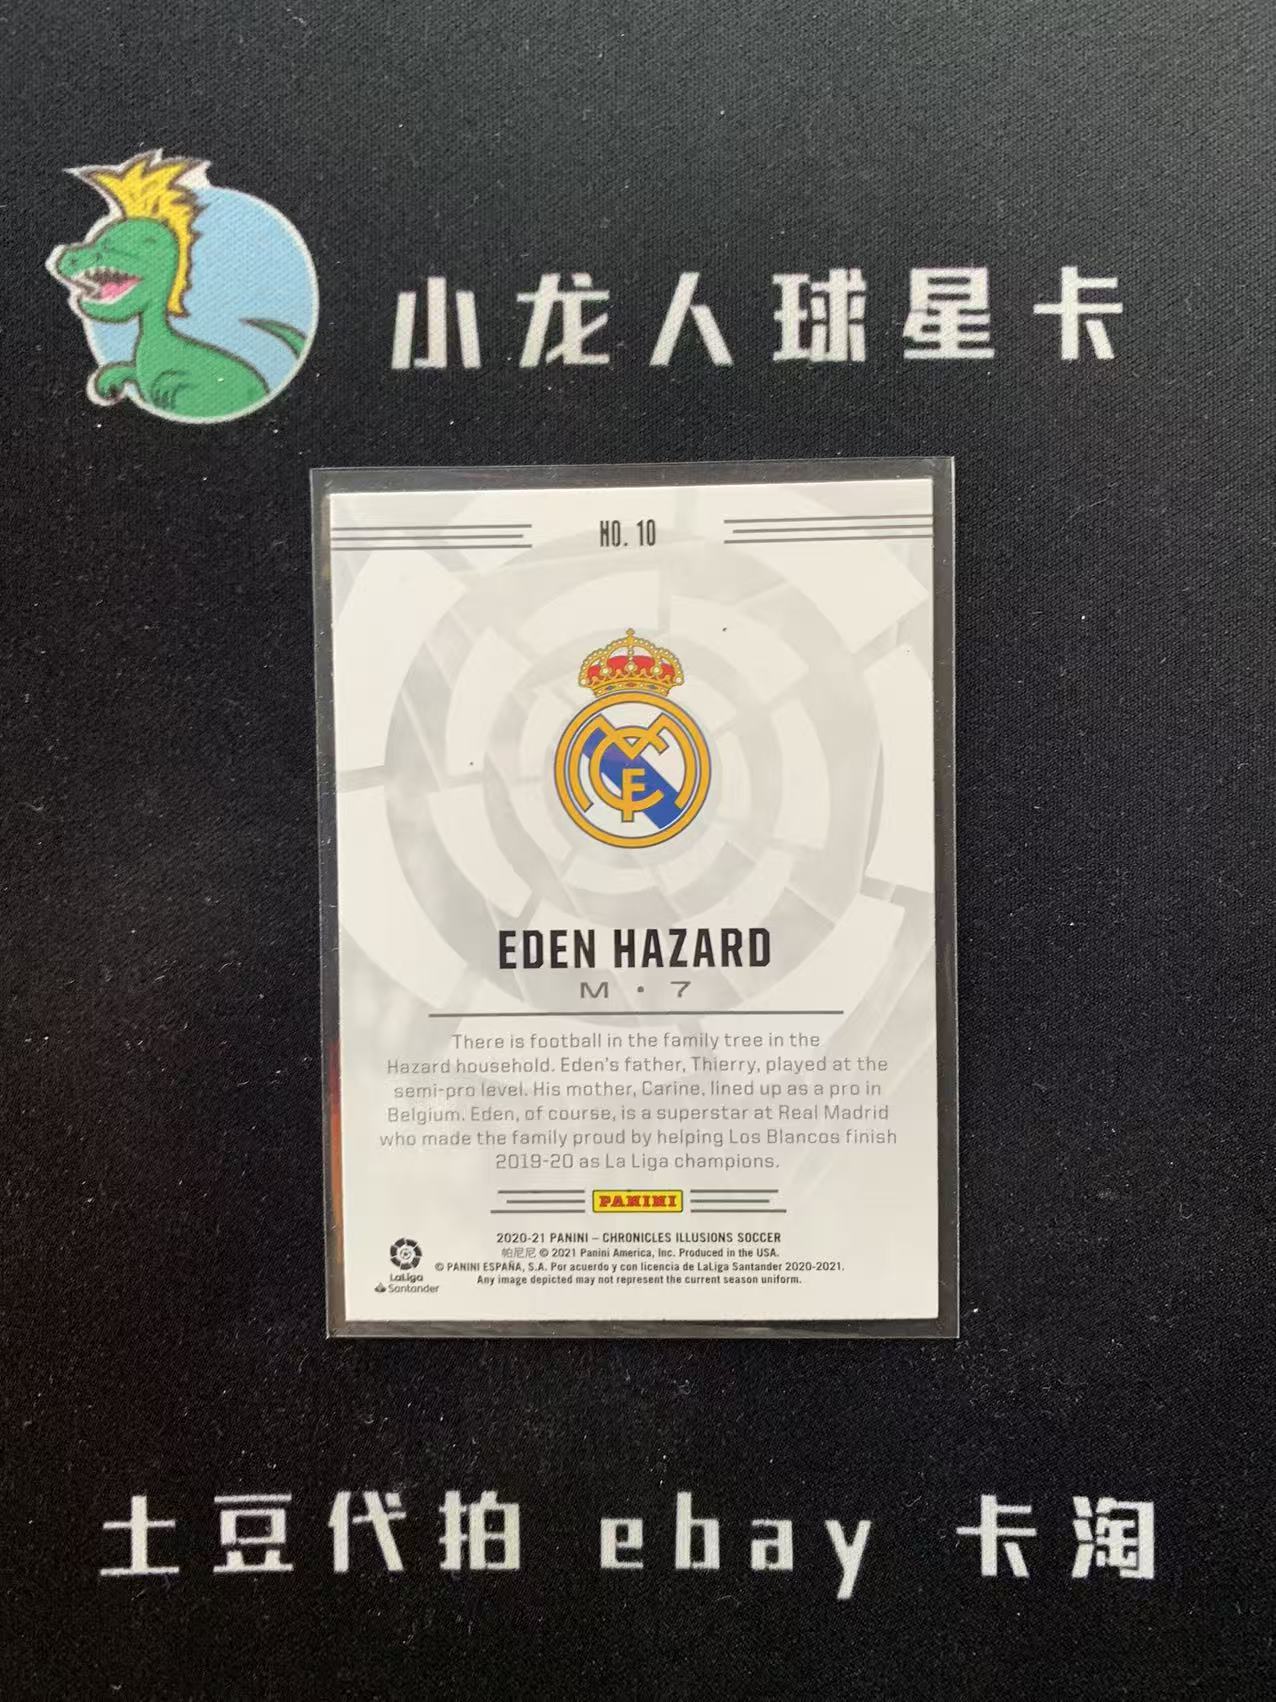 小龙人球星卡
NO. 10
EDEN HAZARD
M • 7
There is football in the family tree in the
Hazard household. Eden's father, Thierry, played at the
semi-pro level. His mother, Carine, lined up as a pro in
Belgium. Eden, of course, is a superstar at Real Madrid
who made the family proud by helping Los Blancos finish
2019-20 as La Liga champions.
PANINI
2020-21 PANINI – CHRONICLES ILLUSIONS SOCCER
帕尼尼 © 2021 Panini America, Inc. Produced in the USA.
© PANINI ESPAÑA, S.A. Por acuerdo y con licencia de LaLiga Santander 2020-2021.
Any image depicted may not represent the current season uniform.
LaLiga
Santander
土豆代拍 ebay 卡淘